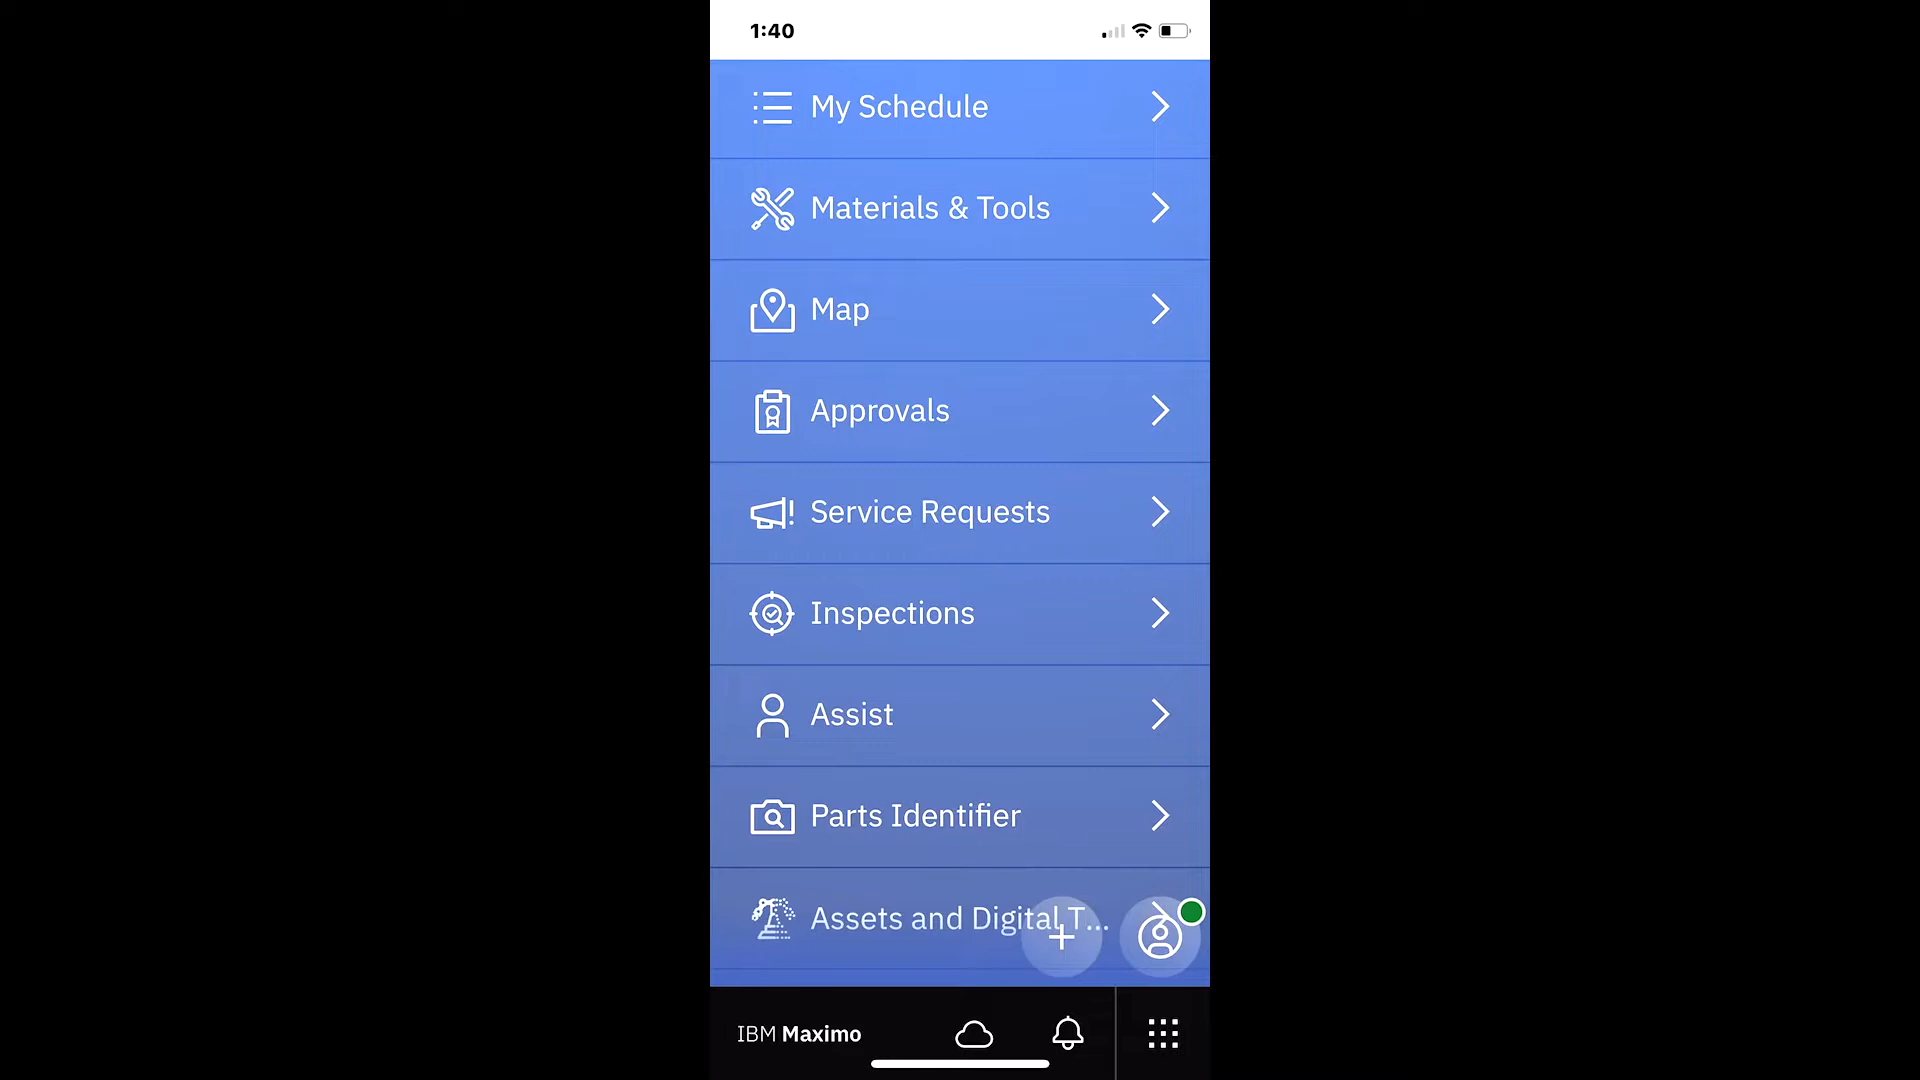 1:40
My Schedule
Materials & Tools
Map
Approvals
Service Requests
Inspections
Assist
Parts Identifier
Assets and Digital T...
IBM Maximo